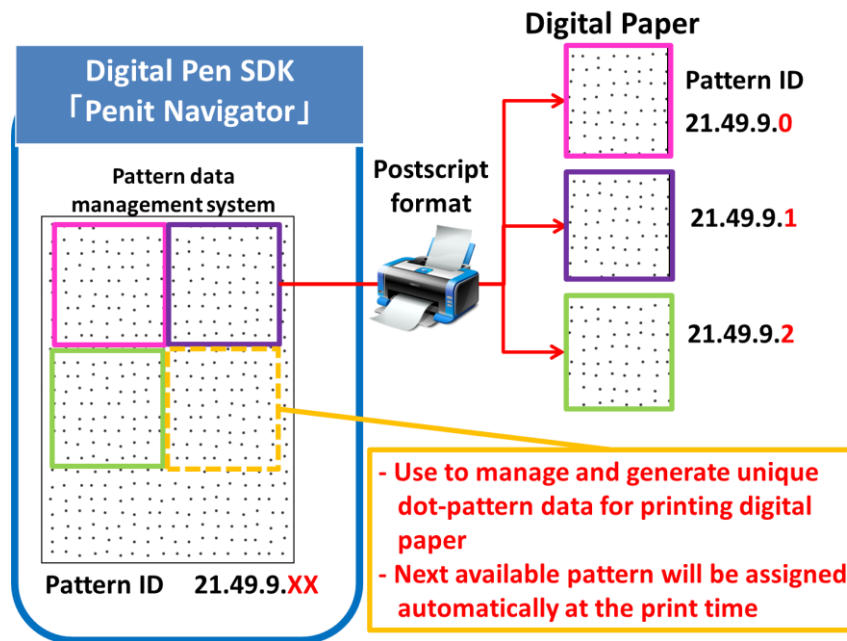 Digital Pen SDK
「Penit Navigator」
Pattern data
management system
Pattern ID 21.49.9.XX
Postscript
format
Digital Paper
Pattern ID
21.49.9.0
21.49.9.1
21.49.9.2
- Use to manage and generate unique
dot-pattern data for printing digital
paper
- Next available pattern will be assigned
automatically at the print time